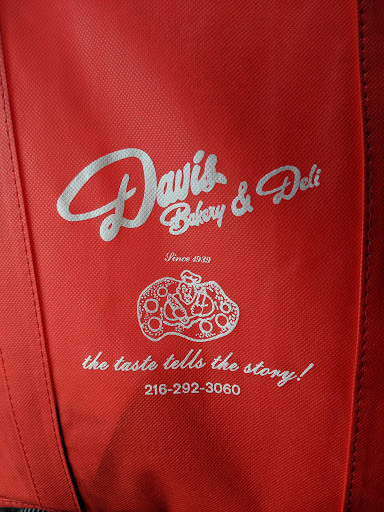 Davis
Bakery & Deli
Since 1939
the taste tells the story!
216-292-3060